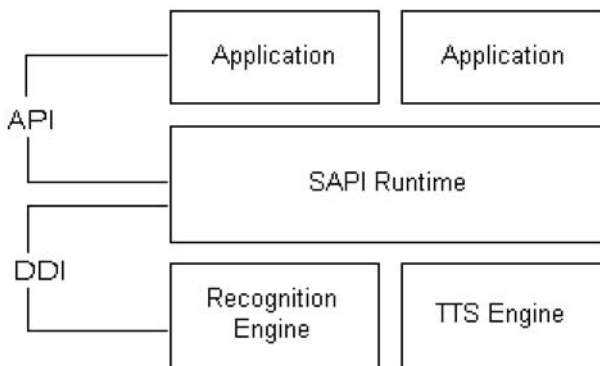 Application
Application
API
SAPI Runtime
DDI
Recognition
Engine
TTS Engine